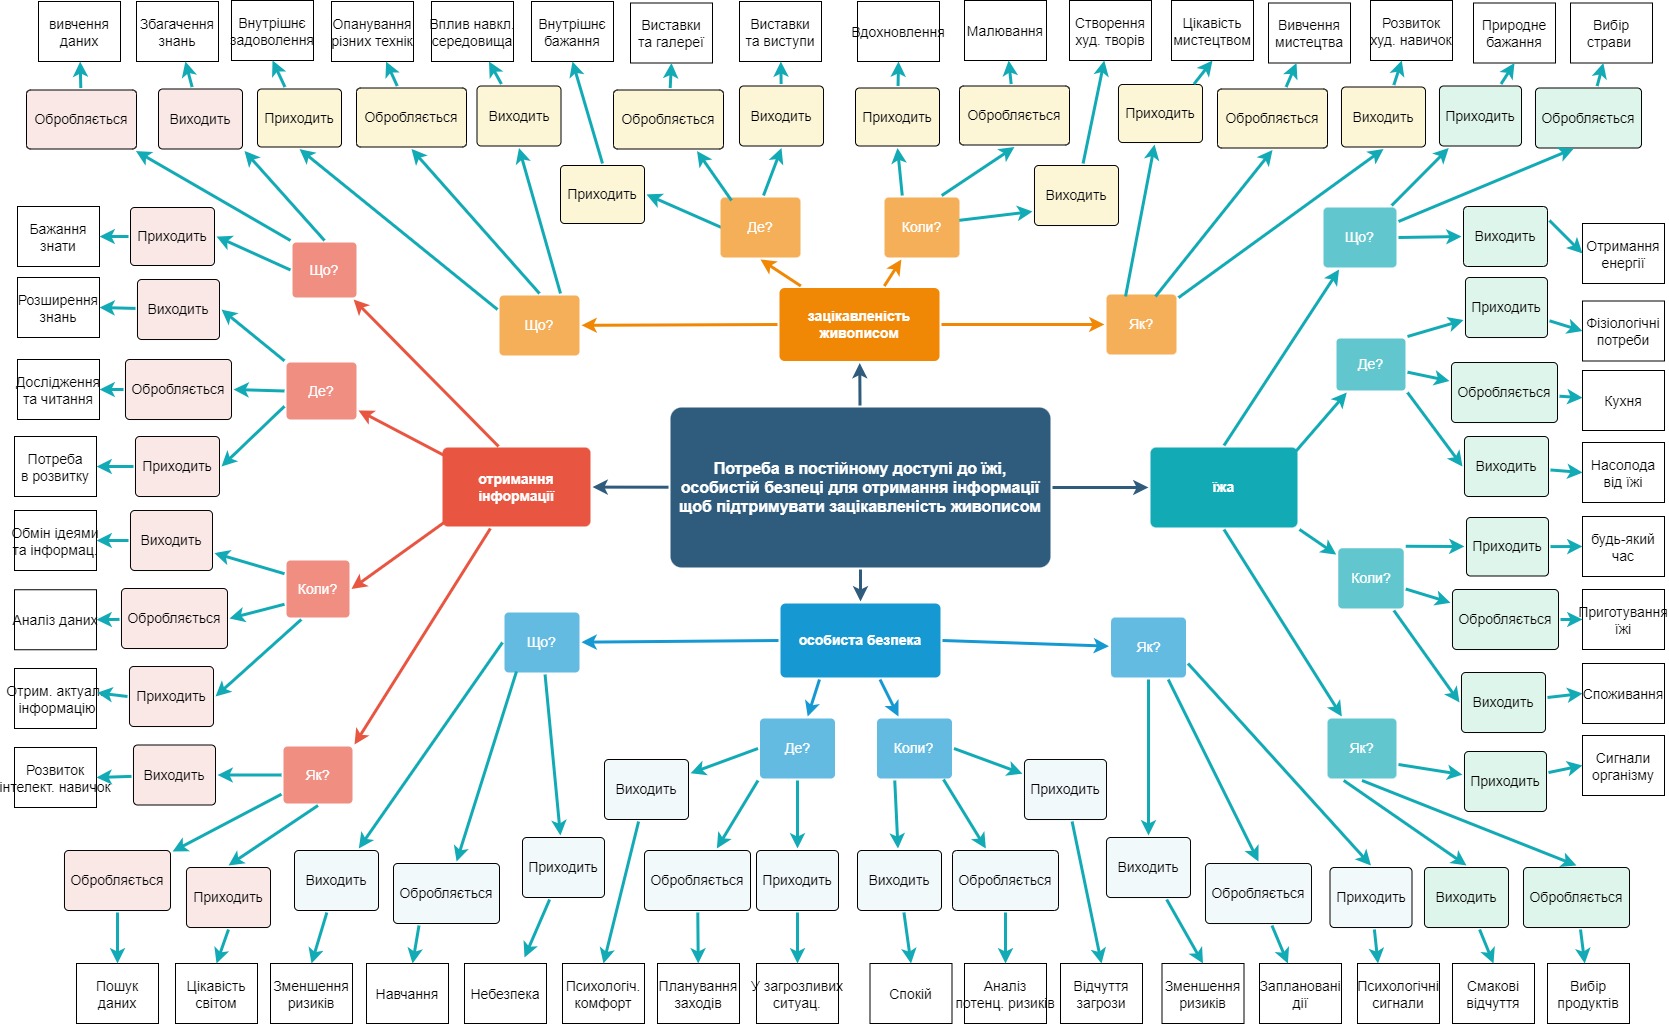 вивчення
даних
Збагачення
знань
Внутрішнє
задоволення
Опанування
різних технік
Вплив навкл.
середовища
Внутрішнє
бажання
Виставки
та галереї
Виставки
та виступи
Вдохновлення
Малювання
Створення
худ. творів
Цікавість
мистецтвом
Вивчення
мистецтва
Розвиток
худ. навичок
Природне
бажання
Вибір
страви
Обробляється
Виходить
Приходить
Обробляється
Виходить
Приходить
Обробляється
Виходить
Приходить
Обробляється
Виходить
Приходить
Обробляється
Виходить
Приходить
Обробляється
Бажання
знати
Приходить
Що?
Де?
Коли?
Що?
Виходить
Отримання
енергії
Розширення
знань
Виходить
Що?
зацікавленість
живописом
Як?
Приходить
Фізіологічні
потреби
Дослідження
та читання
Обробляється
Де?
Де?
Обробляється
Кухня
Потреба
в розвитку
Приходить
отримання
інформації
Потреба в постійному доступі до їжі,
особистій безпеці для отримання інформації
щоб підтримувати зацікавленість живописом
їжа
Виходить
Насолода
від їжі
Обмін ідеями
та інформац.
Виходить
Коли?
Коли?
Приходить
будь-який
час
Аналіз даних
Обробляється
Що?
особиста безпека
Як?
Обробляється
Приготування
їжі
Отрим. актуал.
інформацію
Приходить
Виходить
Споживання
Розвиток
інтелект. навичок
Виходить
Як?
Де?
Коли?
Як?
Приходить
Сигнали
організму
Виходить
Приходить
Обробляється
Приходить
Виходить
Обробляється
Приходить
Обробляється
Приходить
Виходить
Обробляється
Виходить
Обробляється
Приходить
Виходить
Обробляється
Пошук
даних
Цікавість
світом
Зменшення
ризиків
Навчання
Небезпека
Психологіч.
комфорт
Планування
заходів
У загрозливих
ситуац.
Спокій
Аналіз
потенц. ризиків
Відчуття
загрози
Зменшення
ризиків
Заплановані
дії
Психологічні
сигнали
Смакові
відчуття
Вибір
продуктів